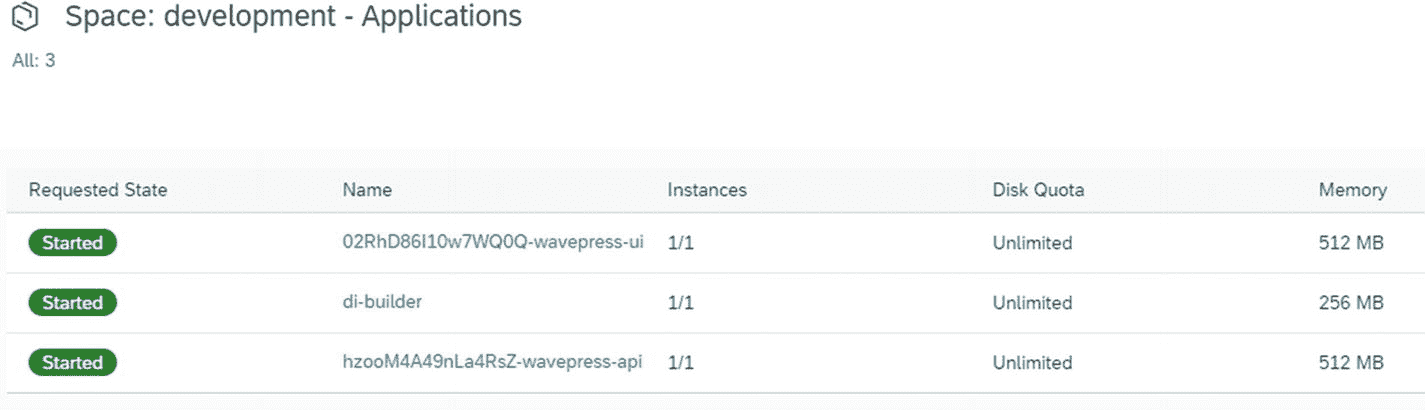 Space: development - Applications
All: 3
Requested State Name Instances Disk Quota Memory
Started 02RhD86I10w7WQ0Q-wavepress-ui 1/1 Unlimited 512 MB
Started di-builder 1/1 Unlimited 256 MB
Started hzooM4A49nLa4RsZ-wavepress-api 1/1 Unlimited 512 MB